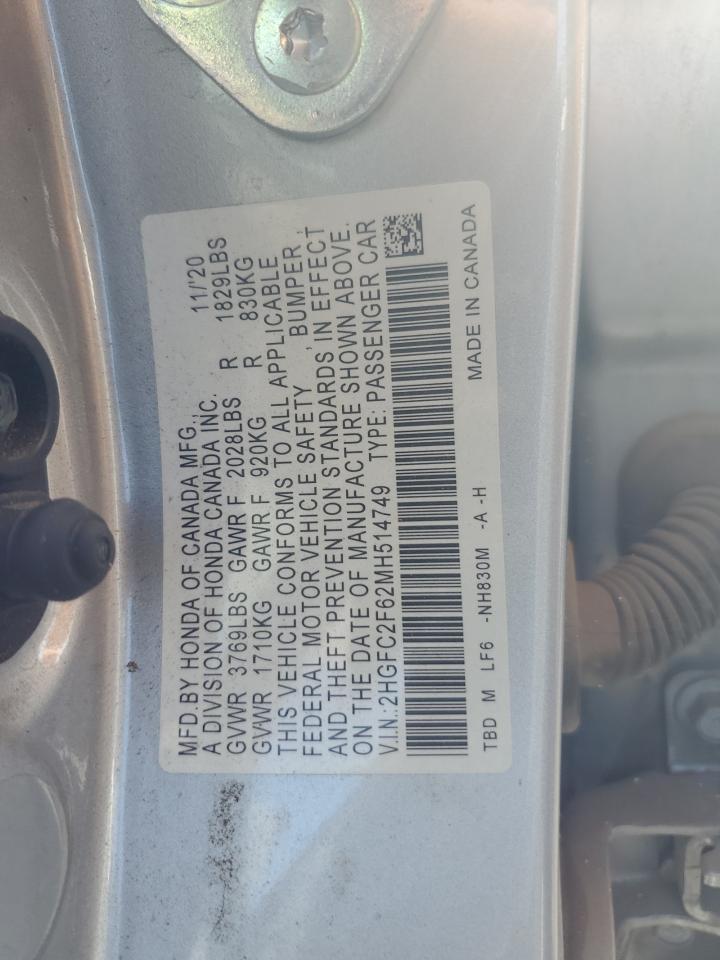 MFD.BY HONDA OF CANADA MFG., 11/'20
A DIVISION OF HONDA CANADA INC.
GVWR 3769LBS GAWR F 2028LBS R 1829LBS
GVWR 1710KG GAWR F 920KG R 830KG
THIS VEHICLE CONFORMS TO ALL APPLICABLE
FEDERAL MOTOR VEHICLE SAFETY , BUMPER ,
AND THEFT PREVENTION STANDARDS IN EFFECT
ON THE DATE OF MANUFACTURE SHOWN ABOVE.
V.I.N.:2HGFC2F62MH514749 TYPE: PASSENGER CAR
TBD M LF6 -NH830M -A -H MADE IN CANADA